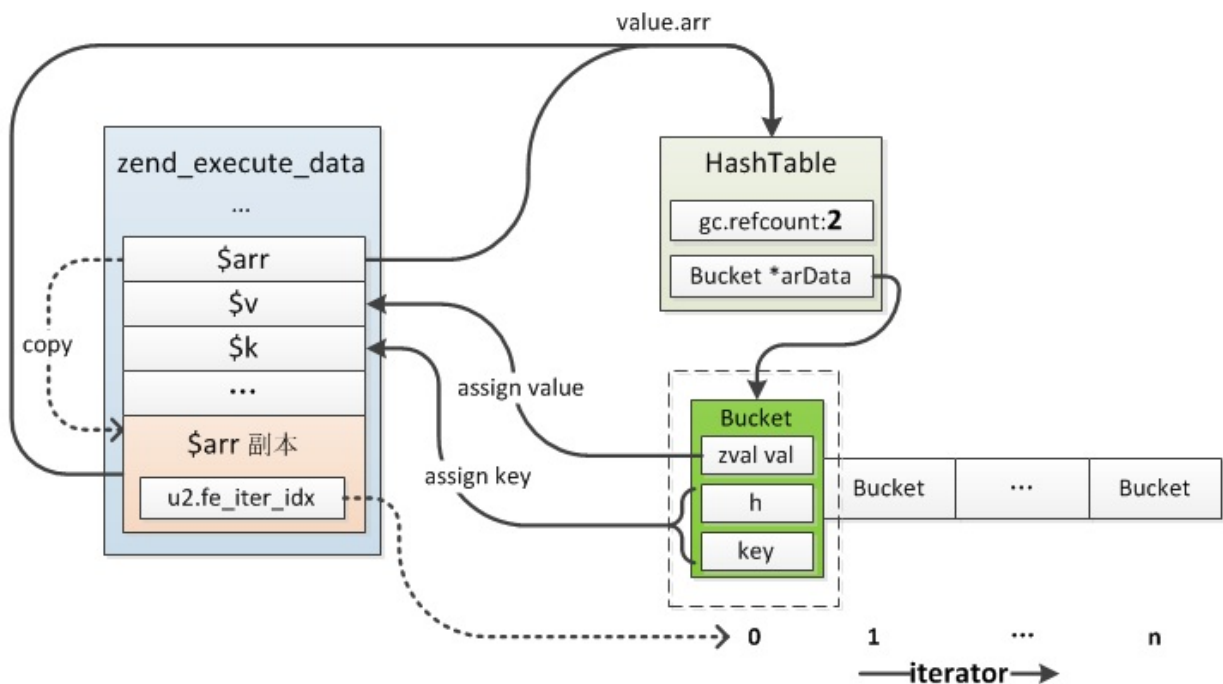 value.arr
zend_execute_data
...
$arr
$v
$k
...
copy
$arr 副本
u2.fe_iter_idx
HashTable
gc.refcount:2
Bucket *arData
assign value
assign key
Bucket
zval val
h
key
Bucket
...
Bucket
0
1
...
n
iterator